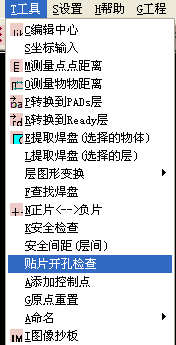 T工具 S设置 H帮助 G工程
C编辑中心
S坐标输入
M测量点点距离
O测量物物距离
P转换到PADs层
R转换到Ready层
E提取焊盘(选择的物体)
L提取焊盘(选择的层)
层图形变换
F查找焊盘
N正片<-->负片
K安全检查
安全间距(层间)
贴片开孔检查
A添加控制点
G原点重置
A命名
I图像抄板